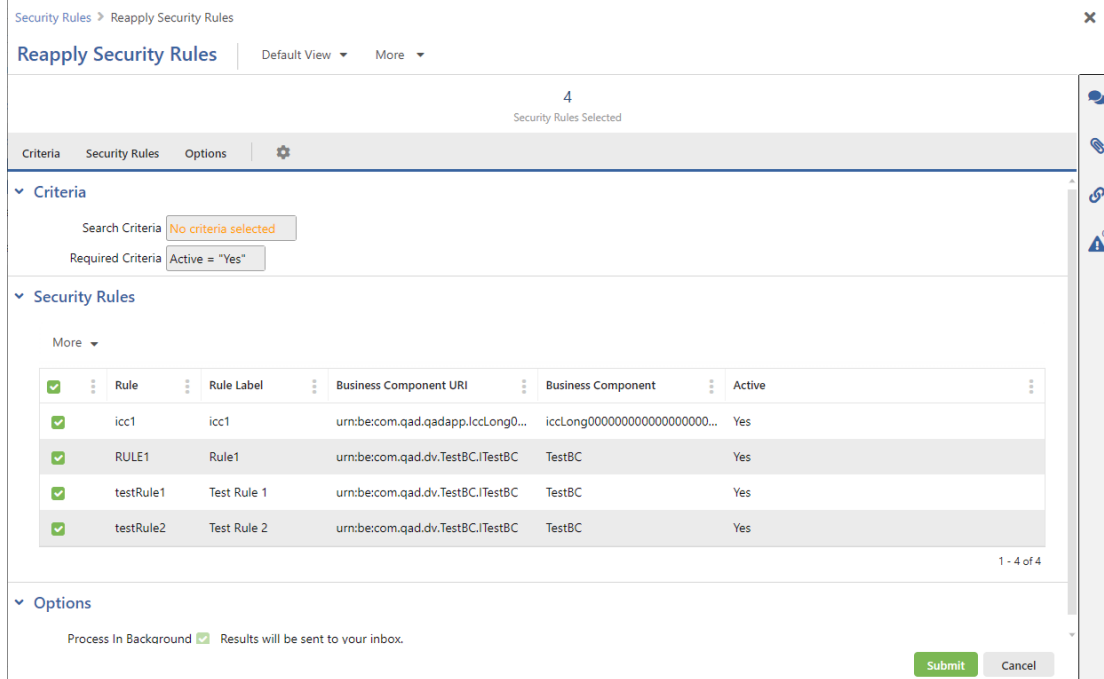 Security Rules > Reapply Security Rules
Reapply Security Rules Default View More
4
Security Rules Selected
Criteria Security Rules Options
Criteria
Search Criteria No criteria selected
Required Criteria Active = "Yes"
Security Rules
More
Rule Rule Label Business Component URI Business Component Active
icc1 icc1 urn:be:com.qad.qadapp.IccLong0... iccLong000000000000000000... Yes
RULE1 Rule1 urn:be:com.qad.dv.TestBC.ITestBC TestBC Yes
testRule1 Test Rule 1 urn:be:com.qad.dv.TestBC.ITestBC TestBC Yes
testRule2 Test Rule 2 urn:be:com.qad.dv.TestBC.ITestBC TestBC Yes
1 - 4 of 4
Options
Process In Background Results will be sent to your inbox.
Submit Cancel